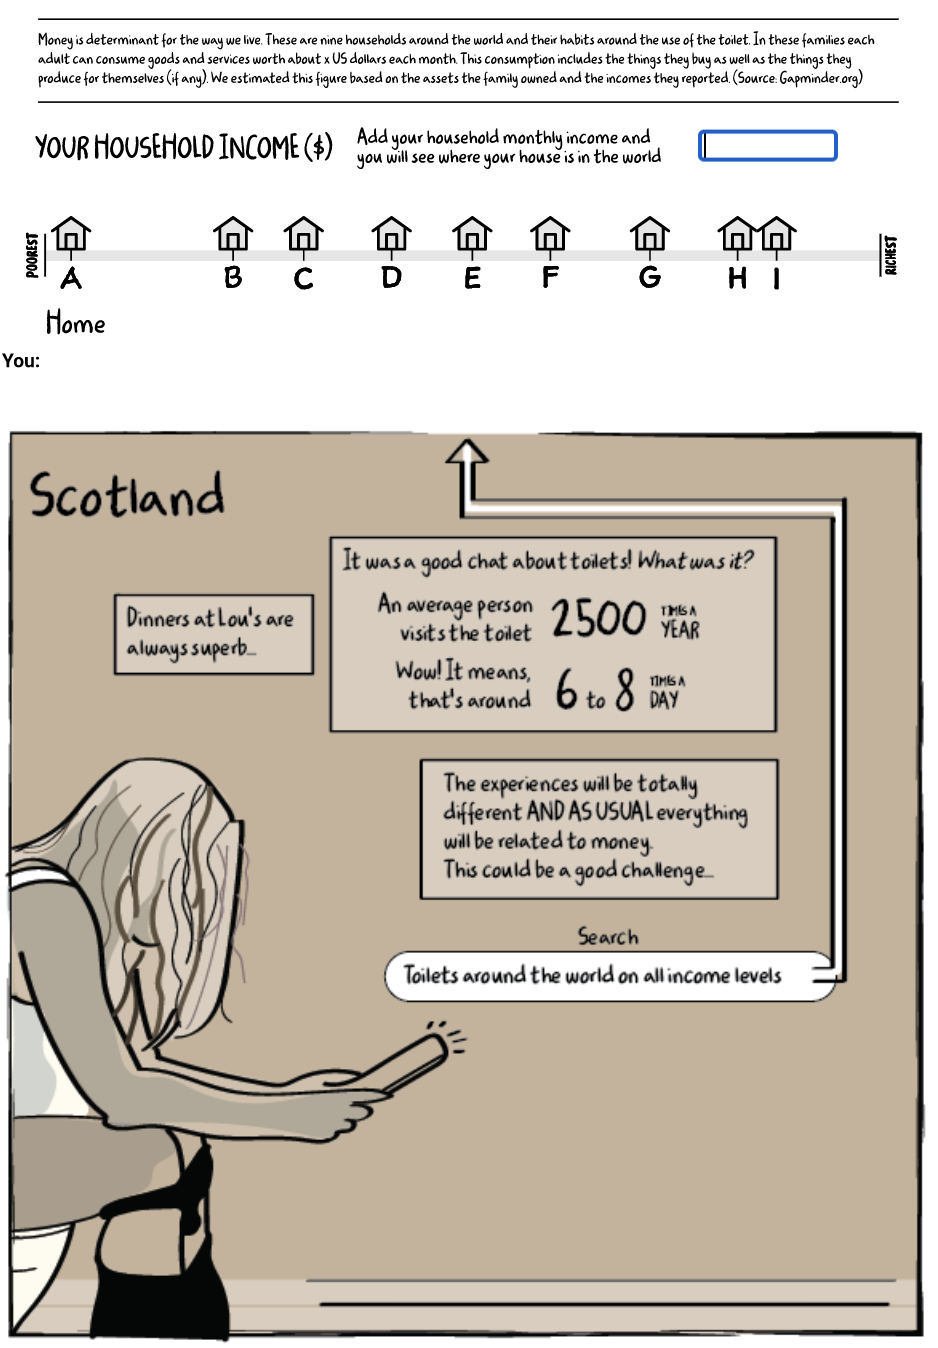 Money is determinant for the way we live. These are nine households around the world and their habits around the use of the toilet. In these families each
adult can consume goods and services worth about x US dollars each month. This consumption includes the things they buy as well as the things they
produce for themselves (if any). We estimated this figure based on the assets the family owned and the incomes they reported. (Source: Gapminder.org)
YOUR HOUSEHOLD INCOME ($)
Add your household monthly income and
you will see where your house is in the world
POOREST
A B C D E F G H I
RICHEST
Home
You:
Scotland
It was a good chat about toilets! What was it?
An average person
visits the toilet
2500
TIMES A
YEAR
Wow! It means,
that's around
6 to 8
TIMES A
DAY
Dinners at Lou's are
always superb...
The experiences will be totally
different AND AS USUAL everything
will be related to money.
This could be a good challenge...
Search
Toilets around the world on all income levels